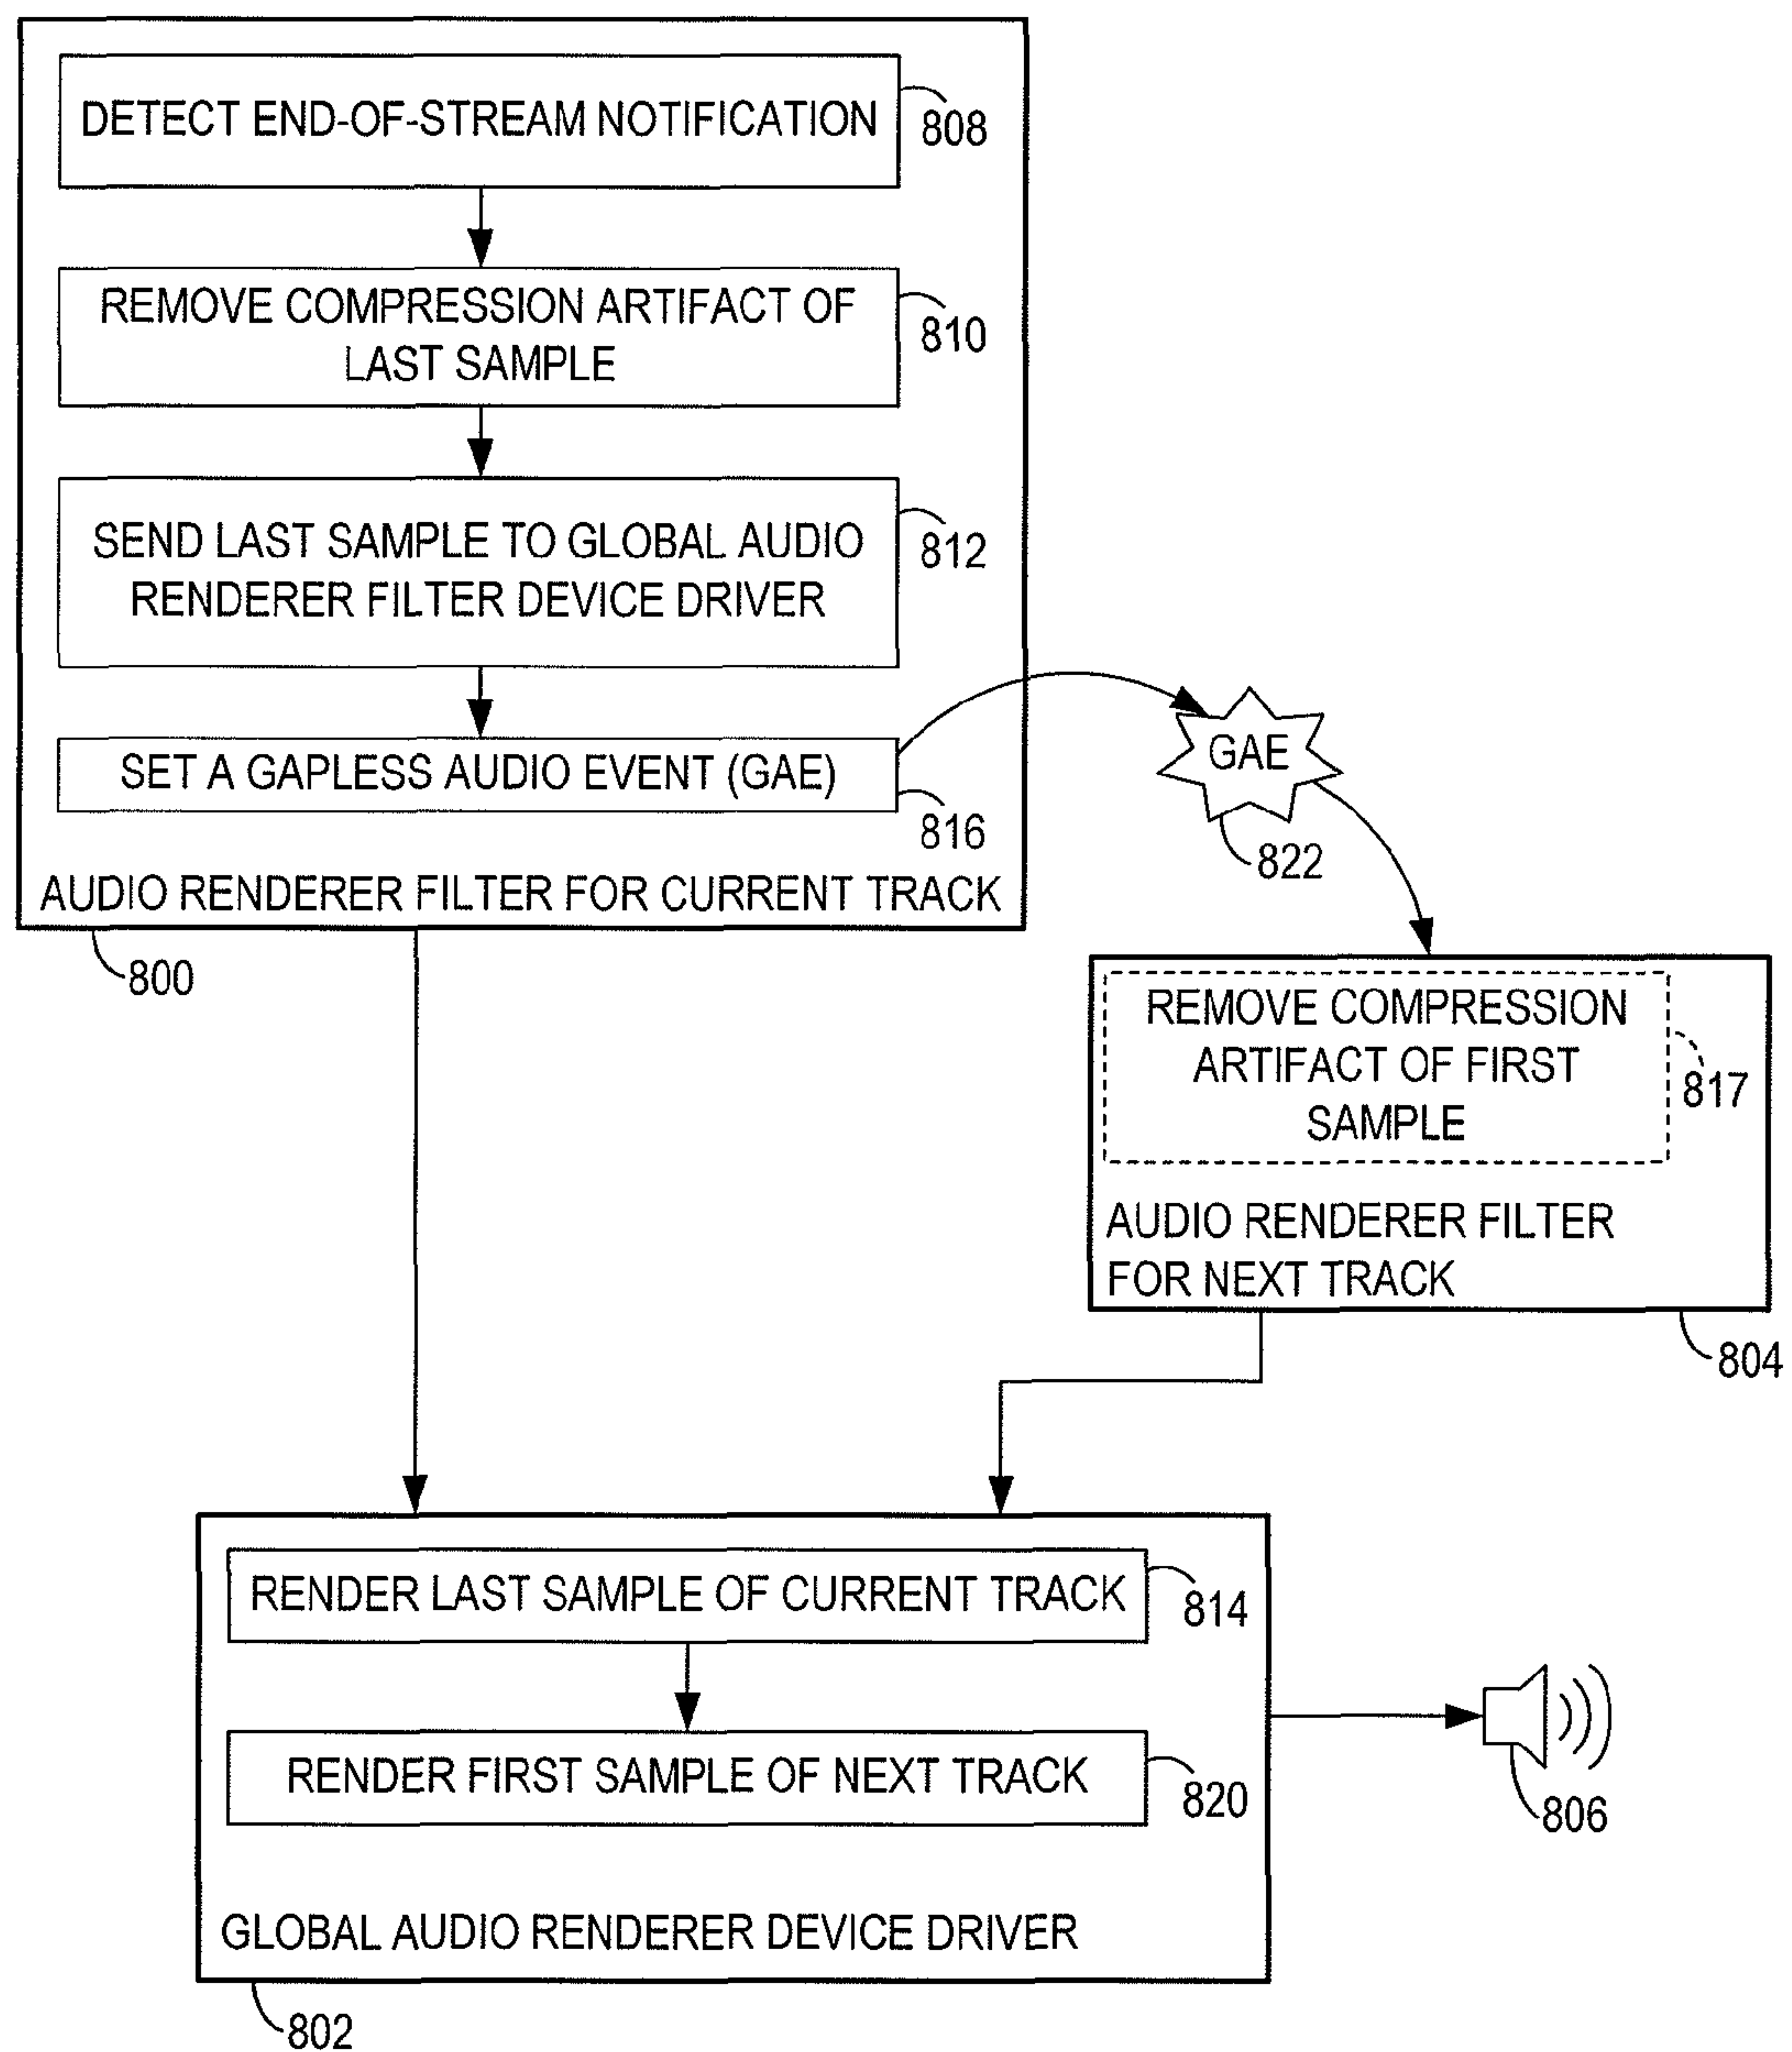 DETECT END-OF-STREAM NOTIFICATION
808
REMOVE COMPRESSION ARTIFACT OF
LAST SAMPLE
810
SEND LAST SAMPLE TO GLOBAL AUDIO
RENDERER FILTER DEVICE DRIVER
812
SET A GAPLESS AUDIO EVENT (GAE)
816
AUDIO RENDERER FILTER FOR CURRENT TRACK
800
GAE
822
REMOVE COMPRESSION
ARTIFACT OF FIRST
SAMPLE
817
AUDIO RENDERER FILTER
FOR NEXT TRACK
804
RENDER LAST SAMPLE OF CURRENT TRACK
814
RENDER FIRST SAMPLE OF NEXT TRACK
820
GLOBAL AUDIO RENDERER DEVICE DRIVER
802
806